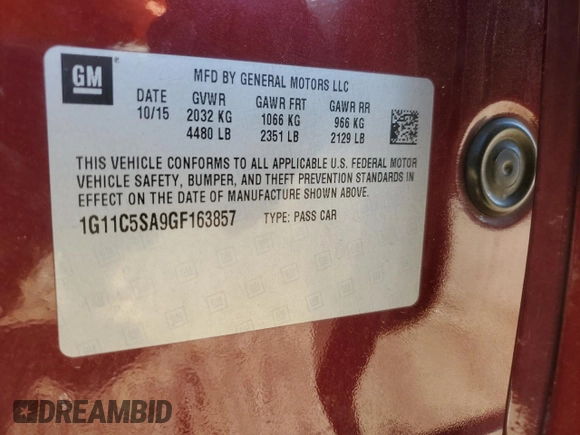 GM
MFD BY GENERAL MOTORS LLC
DATE GVWR GAWR FRT GAWR RR
10/15 2032 KG 1066 KG 966 KG
4480 LB 2351 LB 2129 LB
THIS VEHICLE CONFORMS TO ALL APPLICABLE U.S. FEDERAL MOTOR
VEHICLE SAFETY, BUMPER, AND THEFT PREVENTION STANDARDS IN
EFFECT ON THE DATE OF MANUFACTURE SHOWN ABOVE.
1G11C5SA9GF163857 TYPE: PASS CAR
DREAMBID